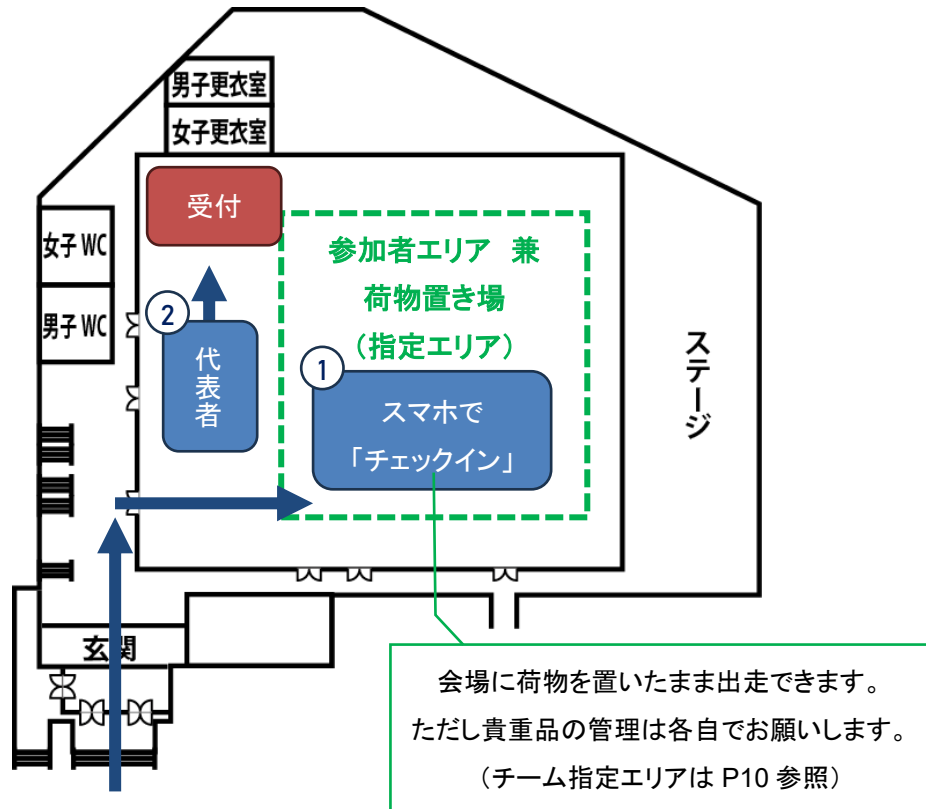 男子更衣室
女子更衣室
受付
女子 WC
男子 WC
参加者エリア 兼
荷物置き場
（指定エリア）
2
代表者
1
スマホで
「チェックイン」
ステージ
玄関
会場に荷物を置いたまま出走できます。
ただし貴重品の管理は各自でお願いします。
（チーム指定エリアは P10 参照）